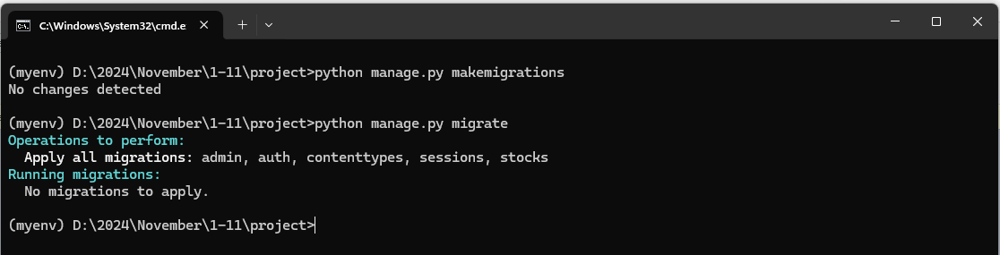 C:\Windows\System32\cmd.e
(myenv) D:\2024\November\1-11\project>python manage.py makemigrations
No changes detected
(myenv) D:\2024\November\1-11\project>python manage.py migrate
Operations to perform:
  Apply all migrations: admin, auth, contenttypes, sessions, stocks
Running migrations:
  No migrations to apply.
(myenv) D:\2024\November\1-11\project>